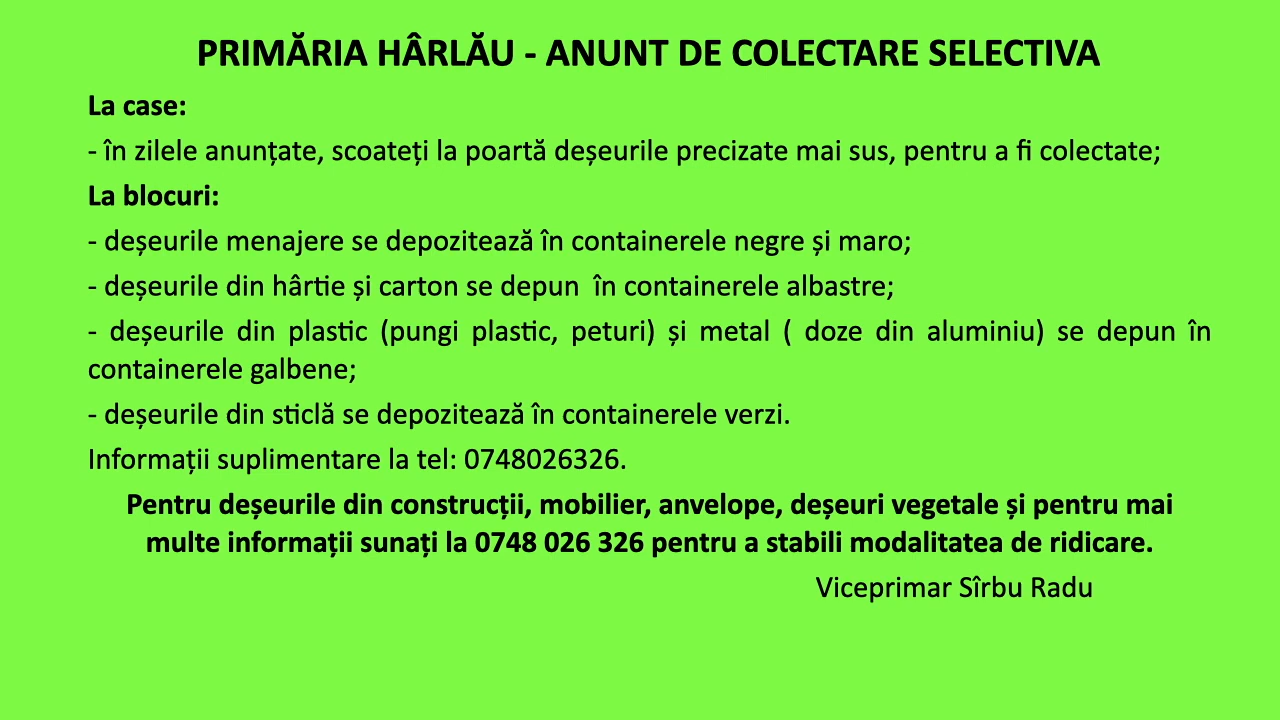 PRIMĂRIA HÂRLĂU - ANUNT DE COLECTARE SELECTIVA
La case:
- în zilele anunțate, scoateți la poartă deșeurile precizate mai sus, pentru a fi colectate;
La blocuri:
- deșeurile menajere se depozitează în containerele negre și maro;
- deșeurile din hârtie și carton se depun  în containerele albastre;
- deșeurile din plastic (pungi plastic, peturi) și metal ( doze din aluminiu) se depun în
containerele galbene;
- deșeurile din sticlă se depozitează în containerele verzi.
Informații suplimentare la tel: 0748026326.
Pentru deșeurile din construcții, mobilier, anvelope, deșeuri vegetale și pentru mai
multe informații sunați la 0748 026 326 pentru a stabili modalitatea de ridicare.
Viceprimar Sîrbu Radu